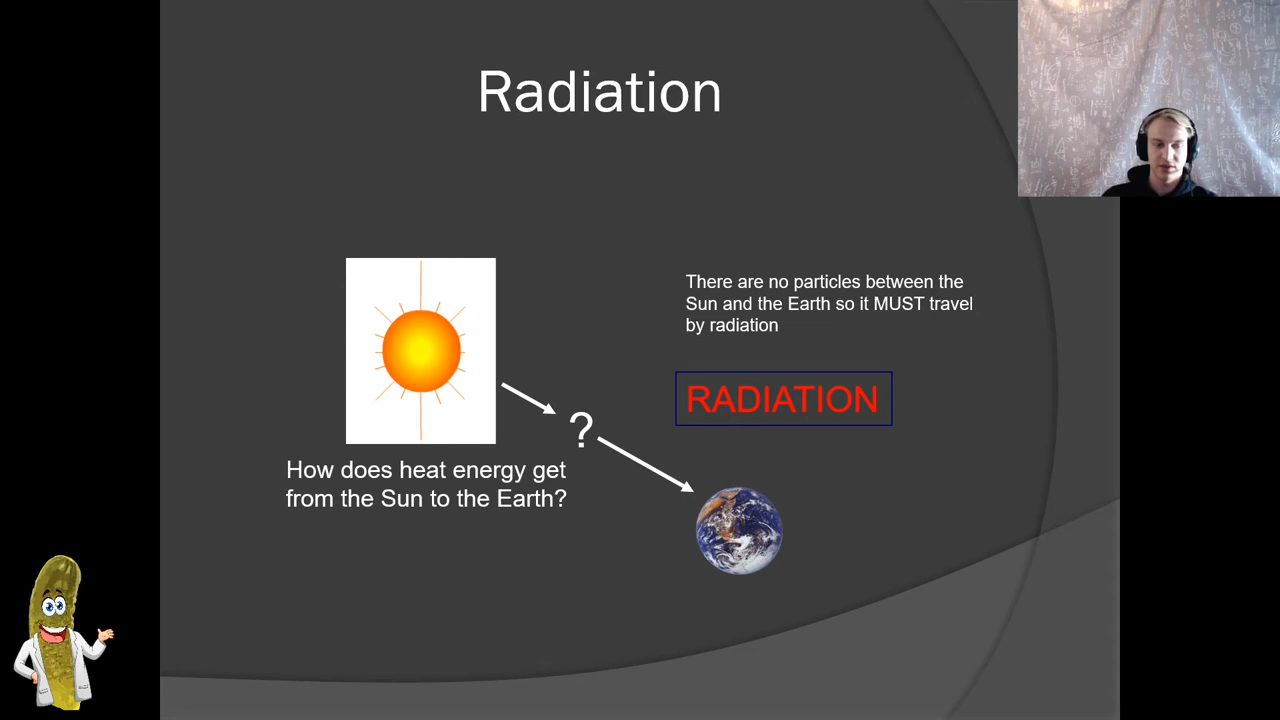 Radiation
There are no particles between the
Sun and the Earth so it MUST travel
by radiation
RADIATION
?
How does heat energy get
from the Sun to the Earth?